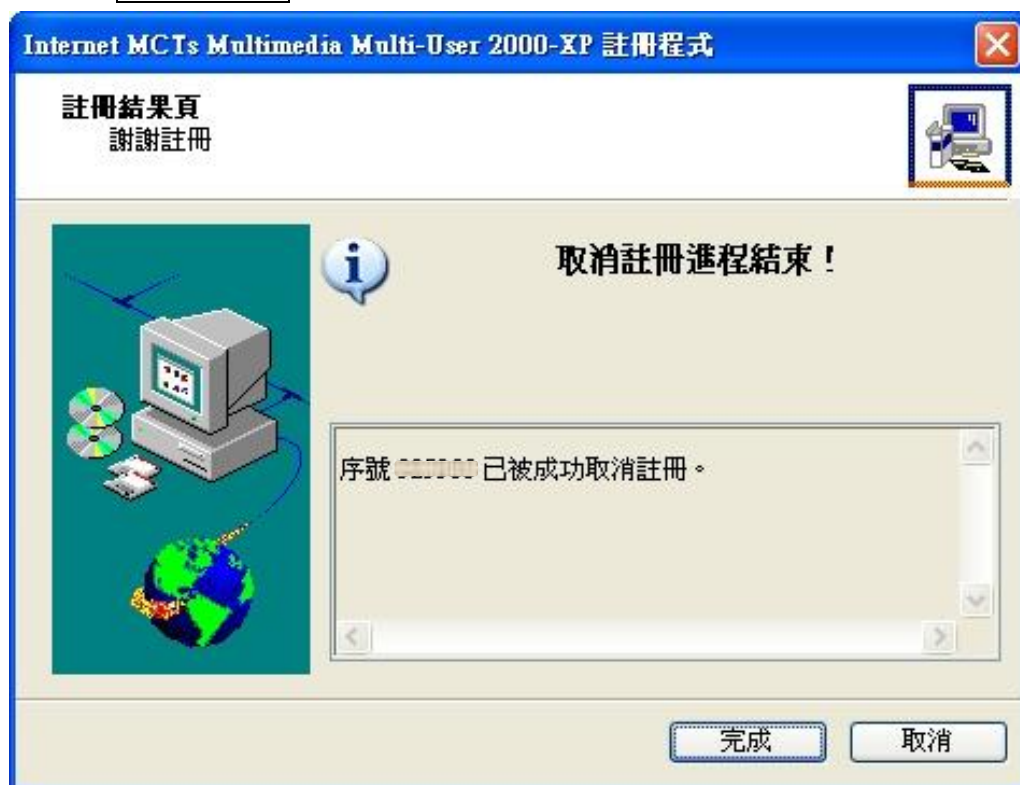 Internet MCTs Multimedia Multi-User 2000-XP 註冊程式
註冊結果頁
謝謝註冊
取消註冊進程結束！
序號 已被成功取消註冊。
完成
取消